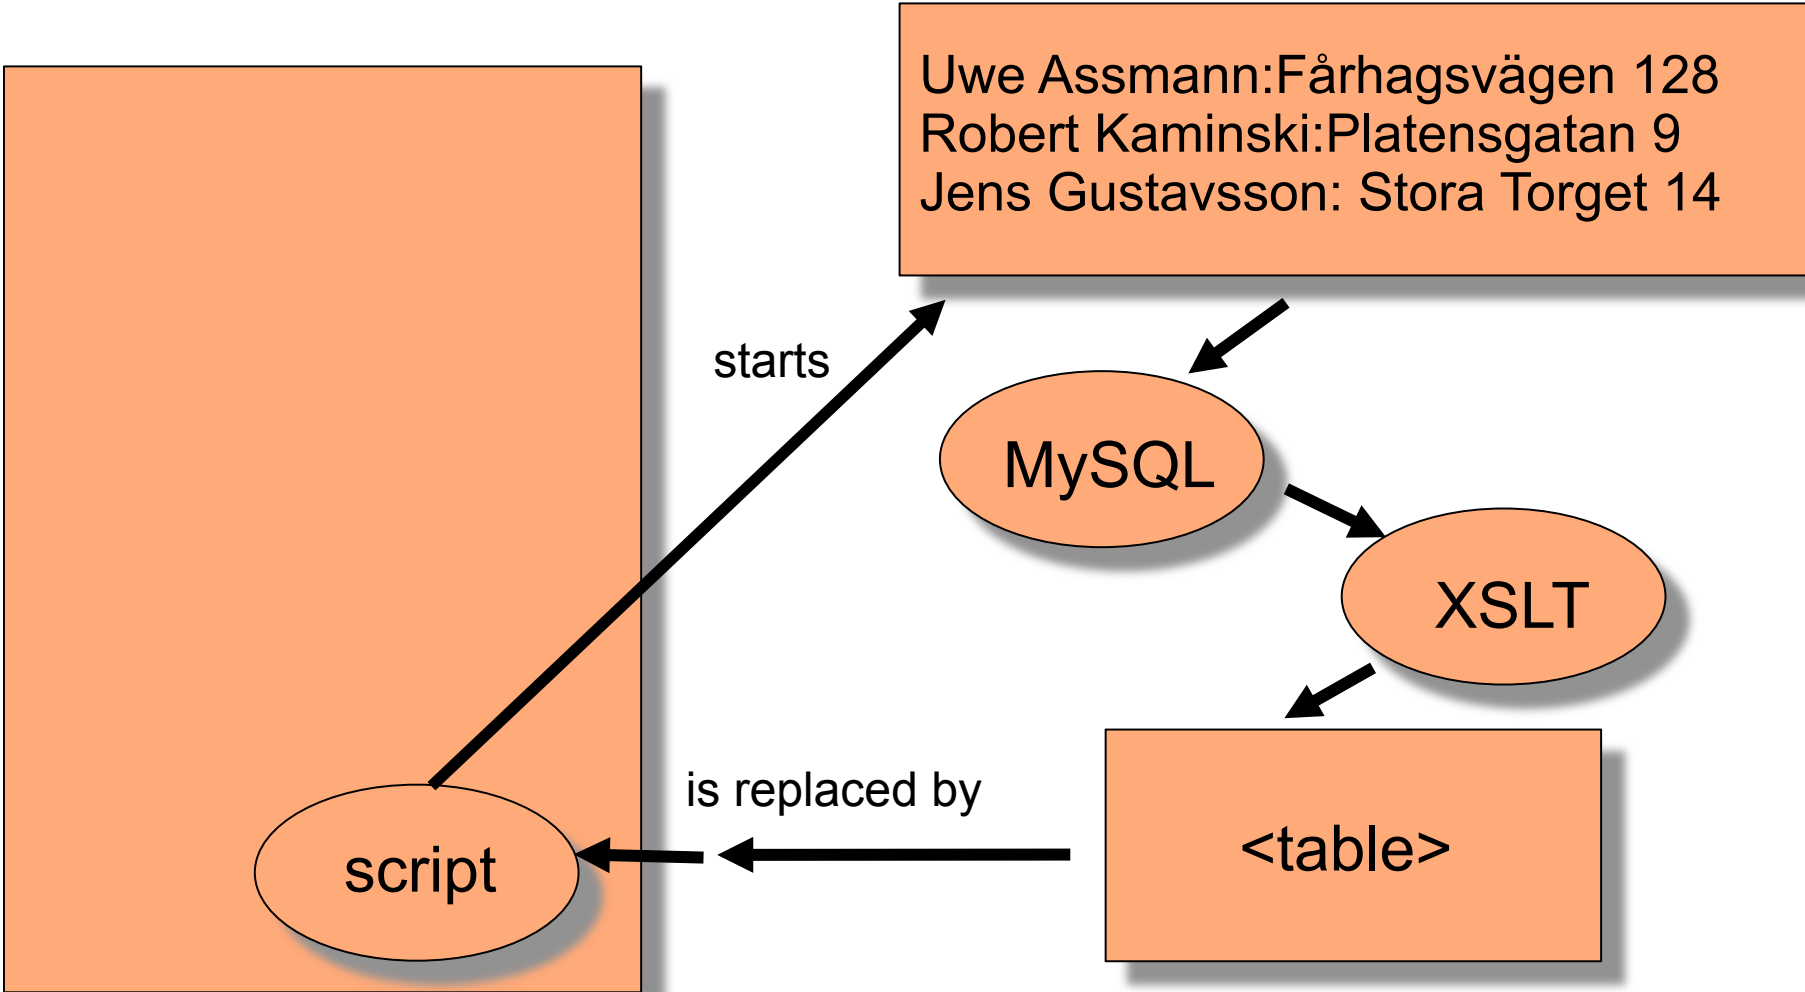 Uwe Assmann:Fårhagsvägen 128
Robert Kaminski:Platensgatan 9
Jens Gustavsson: Stora Torget 14
starts
MySQL
XSLT
is replaced by
script
<table>